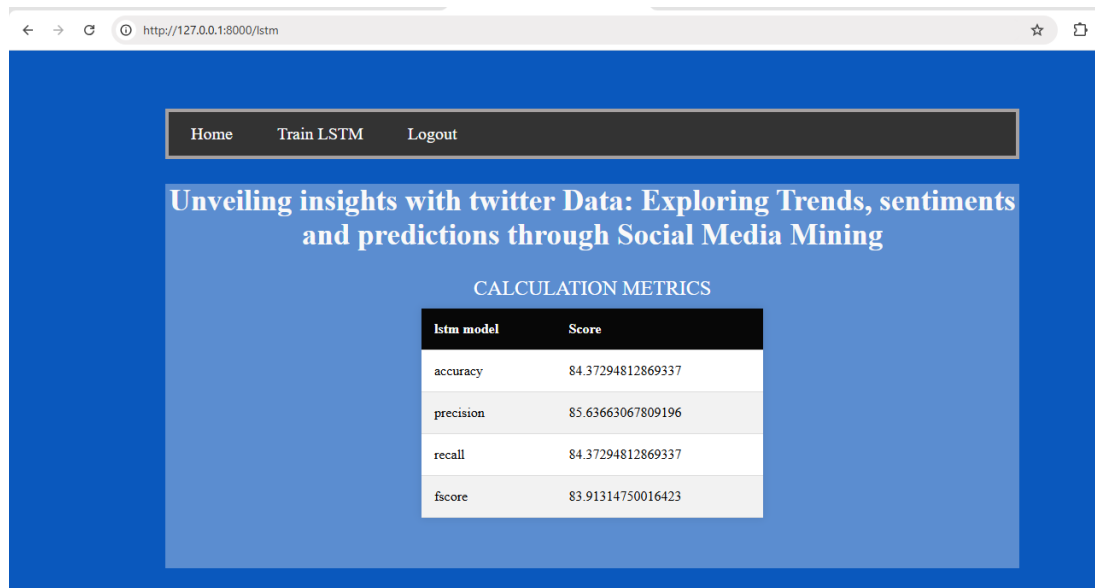 http://127.0.0.1:8000/lstm
Home Train LSTM Logout
Unveiling insights with twitter Data: Exploring Trends, sentiments
and predictions through Social Media Mining
CALCULATION METRICS
lstm model Score
accuracy 84.37294812869337
precision 85.63663067809196
recall 84.37294812869337
fscore 83.91314750016423